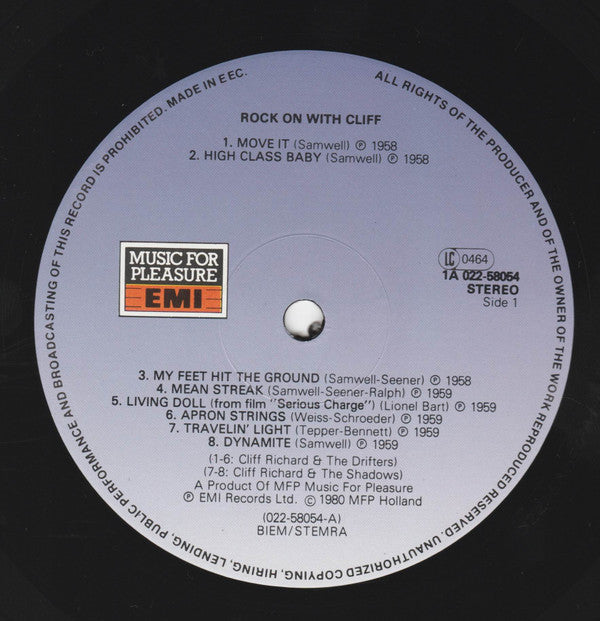 ALL RIGHTS OF THE PRODUCER AND OF THE OWNER OF THE WORK REPRODUCED RESERVED. UNAUTHORIZED COPYING, HIRING, LENDING, PUBLIC PERFORMANCE AND BROADCASTING OF THIS RECORD IS PROHIBITED. MADE IN EEC.
ROCK ON WITH CLIFF
1. MOVE IT (Samwell) ℗ 1958
2. HIGH CLASS BABY (Samwell) ℗ 1958
MUSIC FOR
PLEASURE
EMI
LC 0464
1A 022-58054
STEREO
Side 1
3. MY FEET HIT THE GROUND (Samwell-Seener) ℗ 1958
4. MEAN STREAK (Samwell-Seener-Ralph) ℗ 1959
5. LIVING DOLL (from film "Serious Charge") (Lionel Bart) ℗ 1959
6. APRON STRINGS (Weiss-Schroeder) ℗ 1959
7. TRAVELIN' LIGHT (Tepper-Bennett) ℗ 1959
8. DYNAMITE (Samwell) ℗ 1959
(1-6: Cliff Richard & The Drifters)
(7-8: Cliff Richard & The Shadows)
A Product Of MFP Music For Pleasure
℗ EMI Records Ltd. © 1980 MFP Holland
(022-58054-A)
BIEM/STEMRA